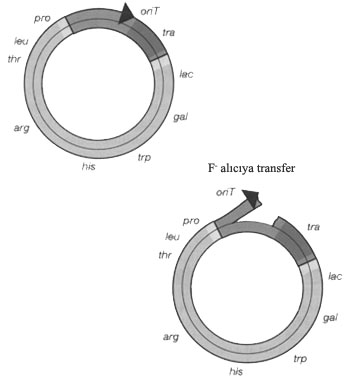 oriT
pro
tra
leu
thr
lac
gal
arg
trp
his
F- alıcıya transfer
oriT
pro
tra
leu
thr
lac
gal
arg
trp
his